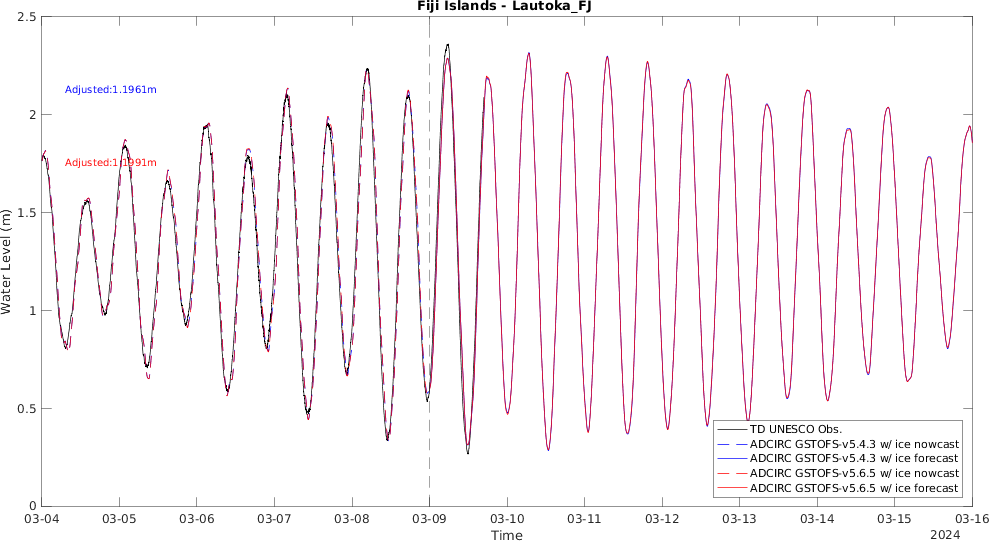 Fiji Islands - Lautoka_FJ
2.5
2
1.5
1
0.5
0
Water Level (m)
Adjusted:1.1961m
Adjusted:1.1991m
TD UNESCO Obs.
ADCIRC GSTOFS-v5.4.3 w/ ice nowcast
ADCIRC GSTOFS-v5.4.3 w/ ice forecast
ADCIRC GSTOFS-v5.6.5 w/ ice nowcast
ADCIRC GSTOFS-v5.6.5 w/ ice forecast
03-04 03-05 03-06 03-07 03-08 03-09 03-10 03-11 03-12 03-13 03-14 03-15 03-16
Time
2024